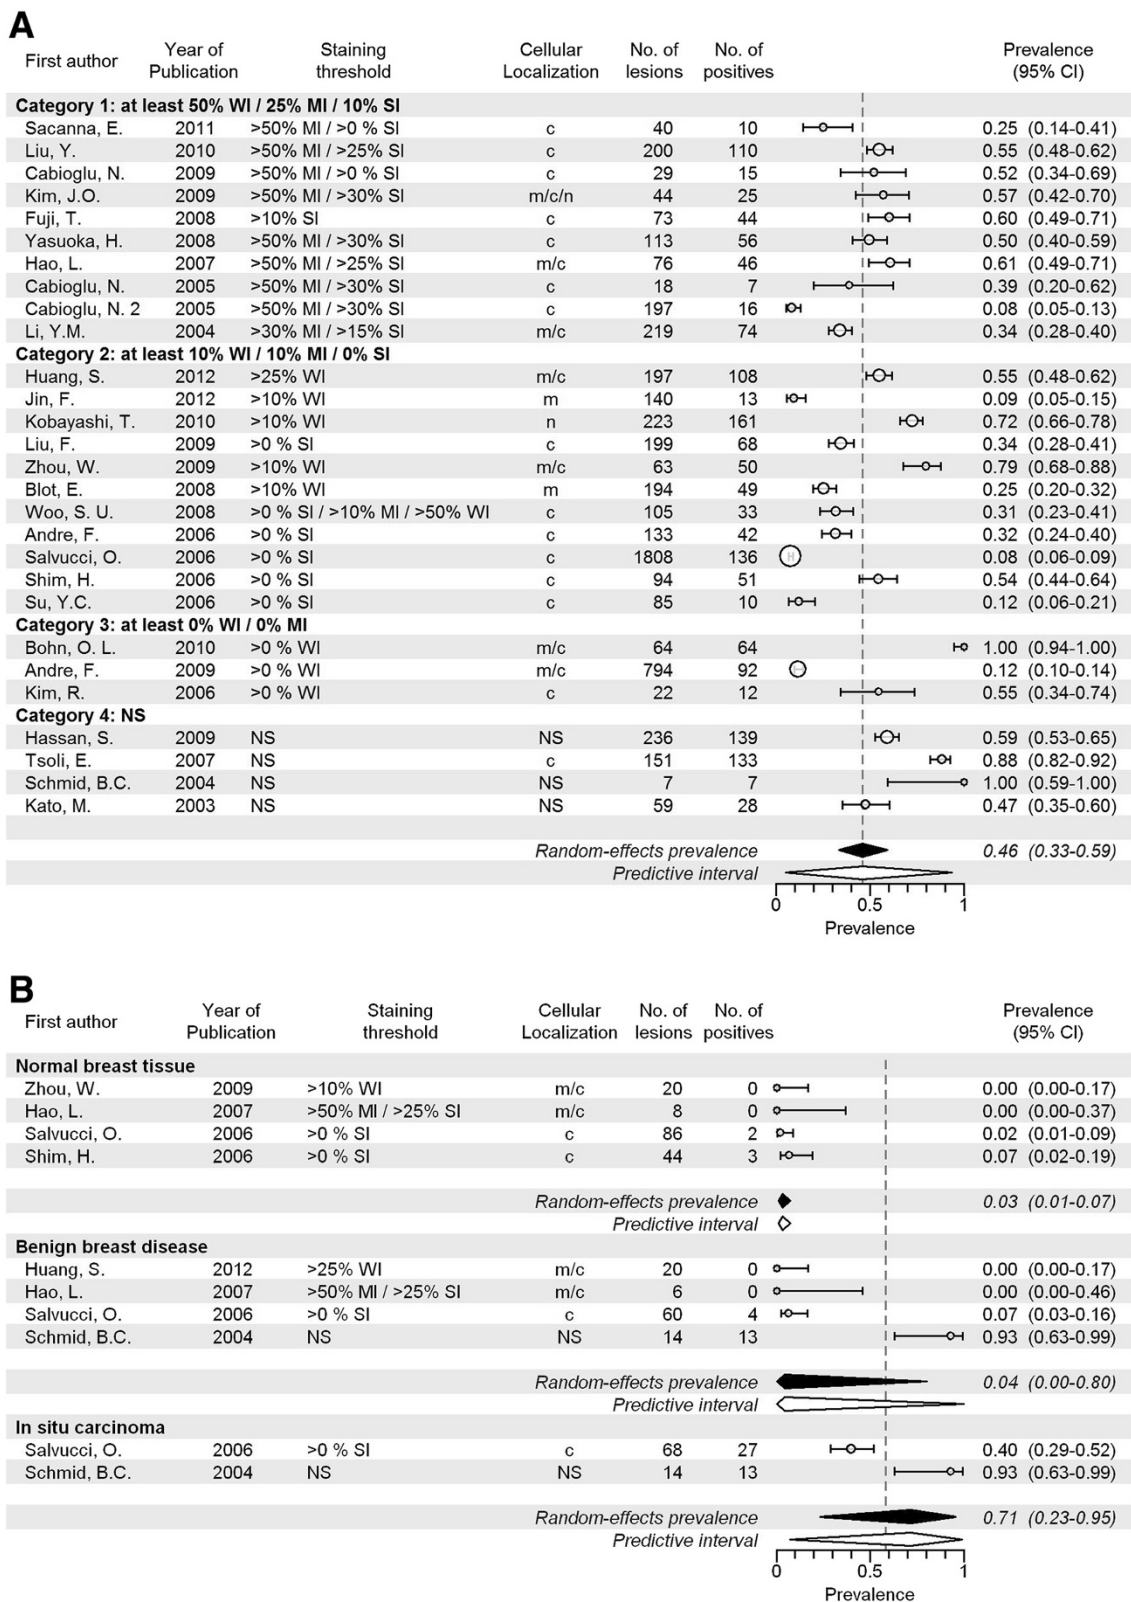 A
First author Year of Publication Staining threshold Cellular Localization No. of lesions No. of positives Prevalence (95% CI)
Category 1: at least 50% WI / 25% MI / 10% SI
Sacanna, E. 2011 >50% MI / >0 % SI c 40 10 0.25 (0.14-0.41)
Liu, Y. 2010 >50% MI / >25% SI c 200 110 0.55 (0.48-0.62)
Cabioglu, N. 2009 >50% MI / >0 % SI c 29 15 0.52 (0.34-0.69)
Kim, J.O. 2009 >50% MI / >30% SI m/c/n 44 25 0.57 (0.42-0.70)
Fuji, T. 2008 >10% SI c 73 44 0.60 (0.49-0.71)
Yasuoka, H. 2008 >50% MI / >30% SI c 113 56 0.50 (0.40-0.59)
Hao, L. 2007 >50% MI / >25% SI m/c 76 46 0.61 (0.49-0.71)
Cabioglu, N. 2005 >50% MI / >30% SI c 18 7 0.39 (0.20-0.62)
Cabioglu, N. 2 2005 >50% MI / >30% SI c 197 16 0.08 (0.05-0.13)
Li, Y.M. 2004 >30% MI / >15% SI m/c 219 74 0.34 (0.28-0.40)
Category 2: at least 10% WI / 10% MI / 0% SI
Huang, S. 2012 >25% WI m/c 197 108 0.55 (0.48-0.62)
Jin, F. 2012 >10% WI m 140 13 0.09 (0.05-0.15)
Kobayashi, T. 2010 >10% WI n 223 161 0.72 (0.66-0.78)
Liu, F. 2009 >0 % SI c 199 68 0.34 (0.28-0.41)
Zhou, W. 2009 >10% WI m/c 63 50 0.79 (0.68-0.88)
Blot, E. 2008 >10% WI m 194 49 0.25 (0.20-0.32)
Woo, S. U. 2008 >0 % SI / >10% MI / >50% WI c 105 33 0.31 (0.23-0.41)
Andre, F. 2006 >0 % SI c 133 42 0.32 (0.24-0.40)
Salvucci, O. 2006 >0 % SI c 1808 136 0.08 (0.06-0.09)
Shim, H. 2006 >0 % SI c 94 51 0.54 (0.44-0.64)
Su, Y.C. 2006 >0 % SI c 85 10 0.12 (0.06-0.21)
Category 3: at least 0% WI / 0% MI
Bohn, O. L. 2010 >0 % WI m/c 64 64 1.00 (0.94-1.00)
Andre, F. 2009 >0 % WI m/c 794 92 0.12 (0.10-0.14)
Kim, R. 2006 >0 % WI c 22 12 0.55 (0.34-0.74)
Category 4: NS
Hassan, S. 2009 NS NS 236 139 0.59 (0.53-0.65)
Tsoli, E. 2007 NS c 151 133 0.88 (0.82-0.92)
Schmid, B.C. 2004 NS NS 7 7 1.00 (0.59-1.00)
Kato, M. 2003 NS NS 59 28 0.47 (0.35-0.60)
Random-effects prevalence 0.46 (0.33-0.59)
Predictive interval
0 0.5 1
Prevalence
B
First author Year of Publication Staining threshold Cellular Localization No. of lesions No. of positives Prevalence (95% CI)
Normal breast tissue
Zhou, W. 2009 >10% WI m/c 20 0 0.00 (0.00-0.17)
Hao, L. 2007 >50% MI / >25% SI m/c 8 0 0.00 (0.00-0.37)
Salvucci, O. 2006 >0 % SI c 86 2 0.02 (0.01-0.09)
Shim, H. 2006 >0 % SI c 44 3 0.07 (0.02-0.19)
Random-effects prevalence 0.03 (0.01-0.07)
Predictive interval
Benign breast disease
Huang, S. 2012 >25% WI m/c 20 0 0.00 (0.00-0.17)
Hao, L. 2007 >50% MI / >25% SI m/c 6 0 0.00 (0.00-0.46)
Salvucci, O. 2006 >0 % SI c 60 4 0.07 (0.03-0.16)
Schmid, B.C. 2004 NS NS 14 13 0.93 (0.63-0.99)
Random-effects prevalence 0.04 (0.00-0.80)
Predictive interval
In situ carcinoma
Salvucci, O. 2006 >0 % SI c 68 27 0.40 (0.29-0.52)
Schmid, B.C. 2004 NS NS 14 13 0.93 (0.63-0.99)
Random-effects prevalence 0.71 (0.23-0.95)
Predictive interval
0 0.5 1
Prevalence